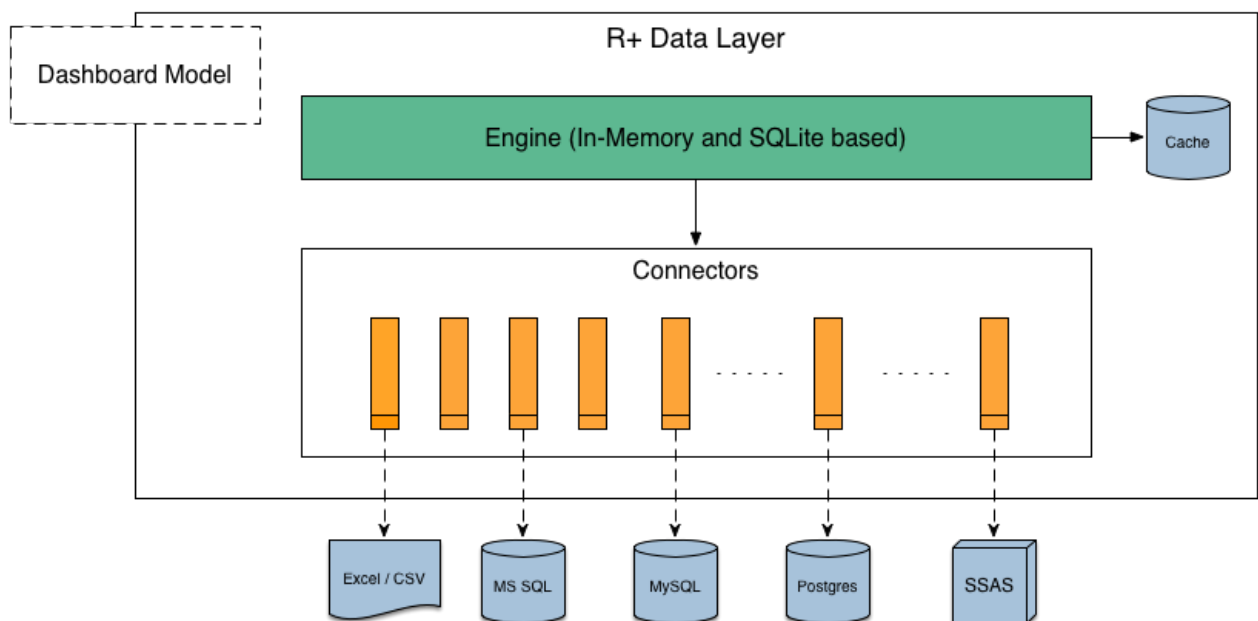 R+ Data Layer
Dashboard Model
Engine (In-Memory and SQLite based)
Cache
Connectors
Excel / CSV
MS SQL
MySQL
Postgres
SSAS